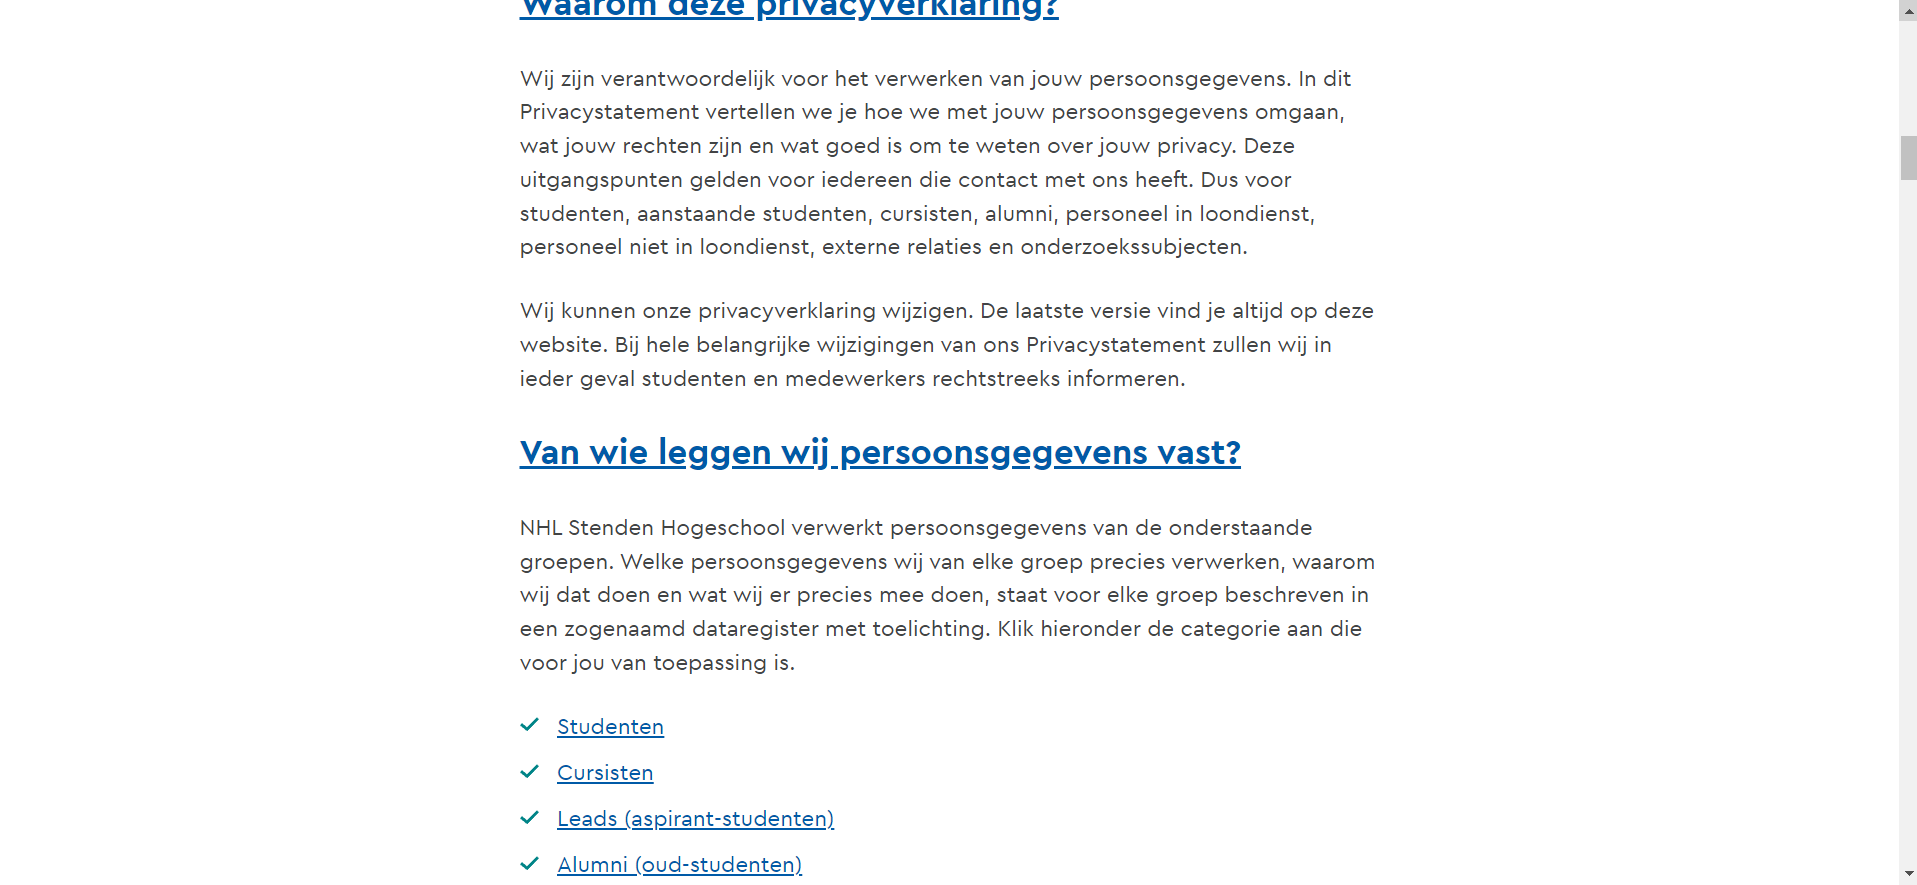 Waarom deze privacyverklaring?
Wij zijn verantwoordelijk voor het verwerken van jouw persoonsgegevens. In dit
Privacystatement vertellen we je hoe we met jouw persoonsgegevens omgaan,
wat jouw rechten zijn en wat goed is om te weten over jouw privacy. Deze
uitgangspunten gelden voor iedereen die contact met ons heeft. Dus voor
studenten, aanstaande studenten, cursisten, alumni, personeel in loondienst,
personeel niet in loondienst, externe relaties en onderzoekssubjecten.
Wij kunnen onze privacyverklaring wijzigen. De laatste versie vind je altijd op deze
website. Bij hele belangrijke wijzigingen van ons Privacystatement zullen wij in
ieder geval studenten en medewerkers rechtstreeks informeren.
Van wie leggen wij persoonsgegevens vast?
NHL Stenden Hogeschool verwerkt persoonsgegevens van de onderstaande
groepen. Welke persoonsgegevens wij van elke groep precies verwerken, waarom
wij dat doen en wat wij er precies mee doen, staat voor elke groep beschreven in
een zogenaamd dataregister met toelichting. Klik hieronder de categorie aan die
voor jou van toepassing is.
Studenten
Cursisten
Leads (aspirant-studenten)
Alumni (oud-studenten)